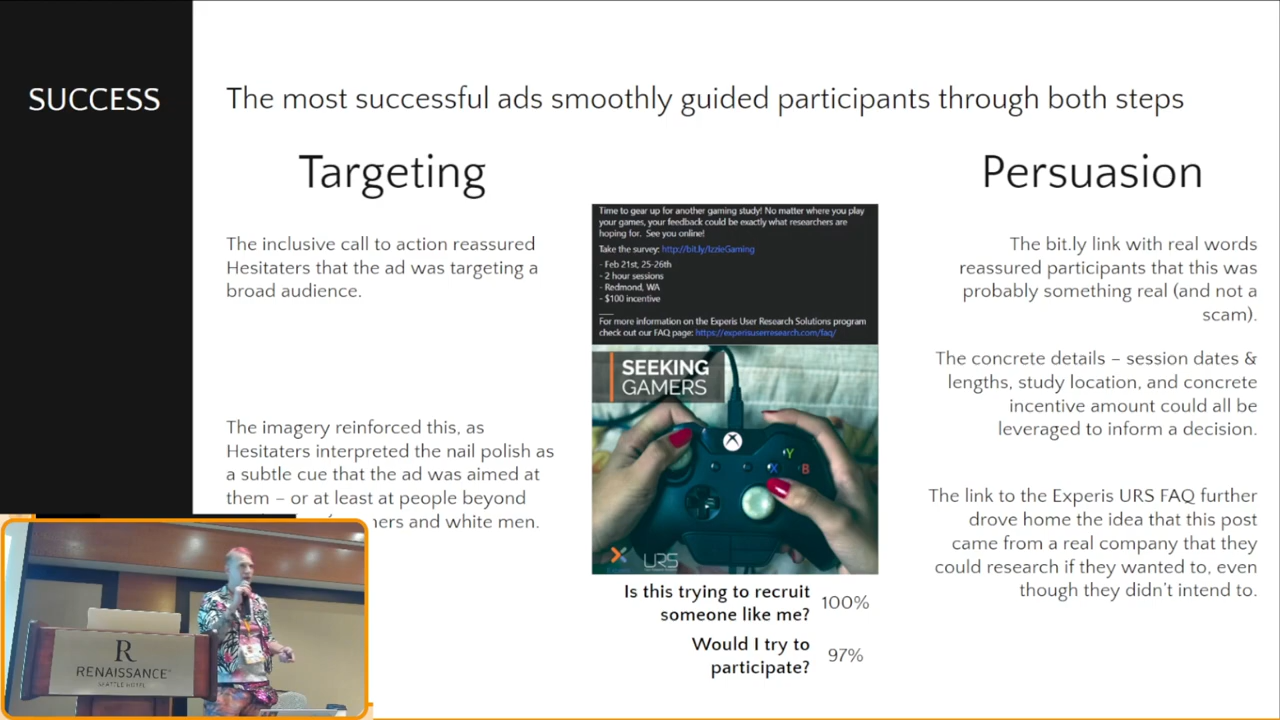 SUCCESS
The most successful ads smoothly guided participants through both steps
Targeting
The inclusive call to action reassured
Hesitaters that the ad was targeting a
broad audience.
The imagery reinforced this, as
Hesitaters interpreted the nail polish as
a subtle cue that the ad was aimed at
them – or at least at people beyond
ners and white men.
Time to gear up for another gaming study! No matter where you play
your games, your feedback could be exactly what researchers are
hoping for. See you online!
Take the survey: http://bit.ly/IzzieGaming
- Feb 21st, 25-26th
- 2 hour sessions
- Redmond, WA
- $100 incentive
For more information on the Experis User Research Solutions program
check out our FAQ page: https://experisuserresearch.com/faq/
SEEKING
GAMERS
Y
X
B
URS
Is this trying to recruit
someone like me?
100%
Would I try to
participate?
97%
Persuasion
The bit.ly link with real words
reassured participants that this was
probably something real (and not a
scam).
The concrete details – session dates &
lengths, study location, and concrete
incentive amount could all be
leveraged to inform a decision.
The link to the Experis URS FAQ further
drove home the idea that this post
came from a real company that they
could research if they wanted to, even
though they didn't intend to.
R
RENAISSANCE
SEATTLE HOTEL